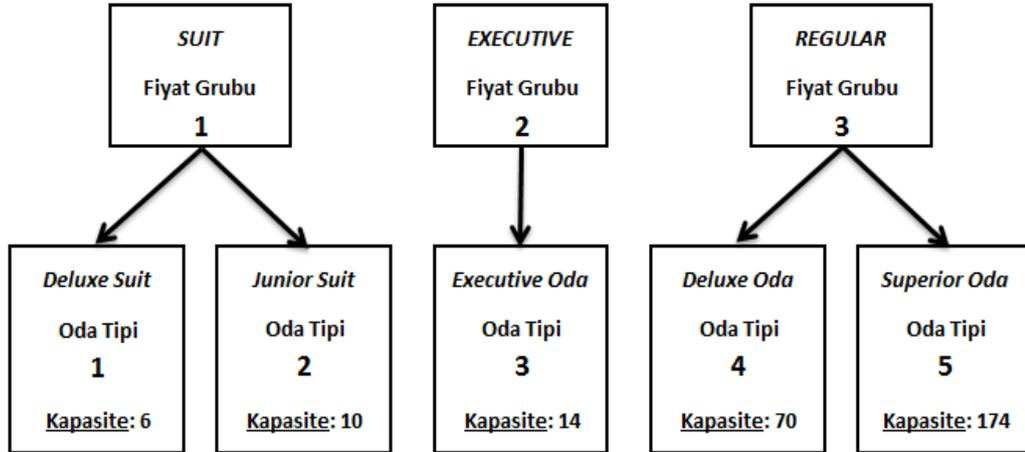 SUIT
Fiyat Grubu
1
EXECUTIVE
Fiyat Grubu
2
REGULAR
Fiyat Grubu
3
Deluxe Suit
Oda Tipi
1
Kapasite: 6
Junior Suit
Oda Tipi
2
Kapasite: 10
Executive Oda
Oda Tipi
3
Kapasite: 14
Deluxe Oda
Oda Tipi
4
Kapasite: 70
Superior Oda
Oda Tipi
5
Kapasite: 174